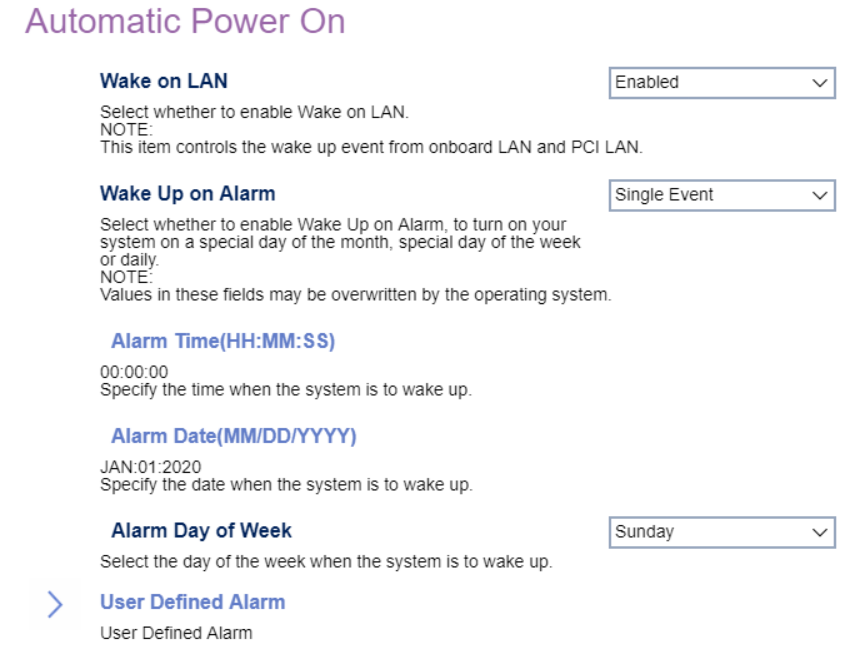 Automatic Power On
Wake on LAN
Enabled
Select whether to enable Wake on LAN.
NOTE:
This item controls the wake up event from onboard LAN and PCI LAN.
Wake Up on Alarm
Single Event
Select whether to enable Wake Up on Alarm, to turn on your
system on a special day of the month, special day of the week
or daily.
NOTE:
Values in these fields may be overwritten by the operating system.
Alarm Time(HH:MM:SS)
00:00:00
Specify the time when the system is to wake up.
Alarm Date(MM/DD/YYYY)
JAN:01:2020
Specify the date when the system is to wake up.
Alarm Day of Week
Sunday
Select the day of the week when the system is to wake up.
User Defined Alarm
User Defined Alarm